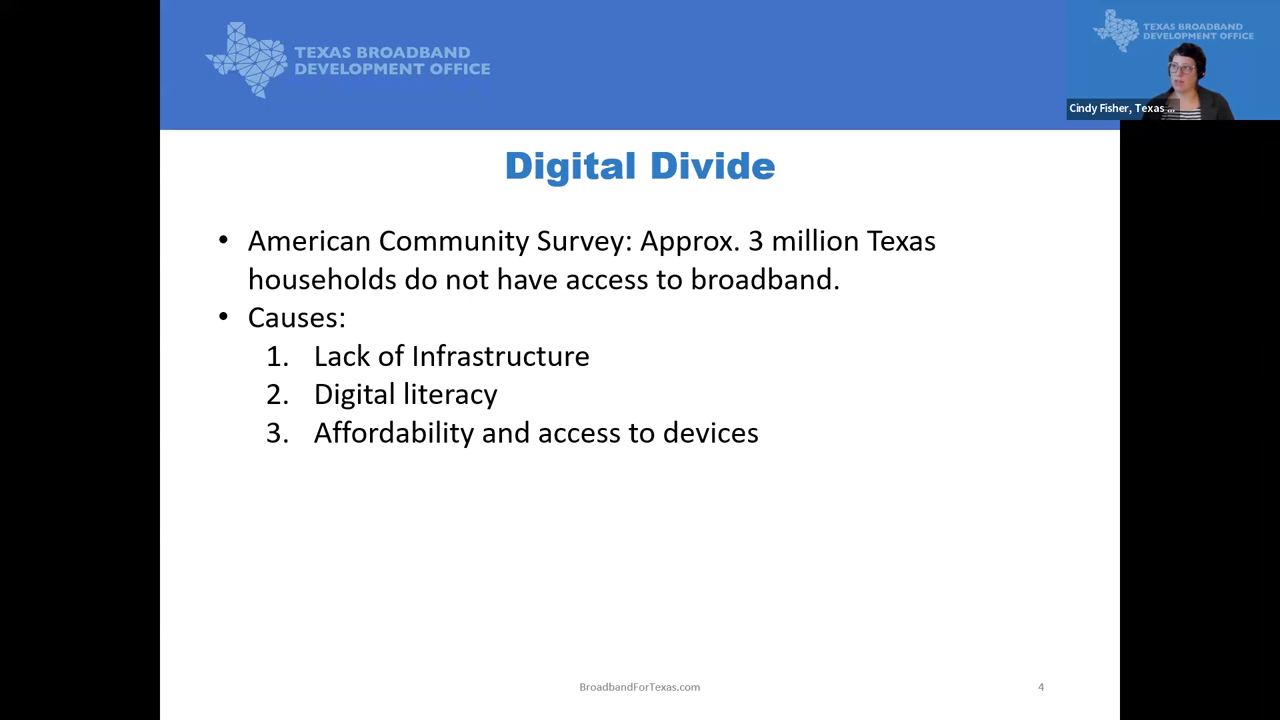 TEXAS BROADBAND
DEVELOPMENT OFFICE
TEXAS BROADBAND
DEVELOPMENT OFFICE
Cindy Fisher, Texas ...
Digital Divide
• American Community Survey: Approx. 3 million Texas
households do not have access to broadband.
• Causes:
1. Lack of Infrastructure
2. Digital literacy
3. Affordability and access to devices
BroadbandForTexas.com
4